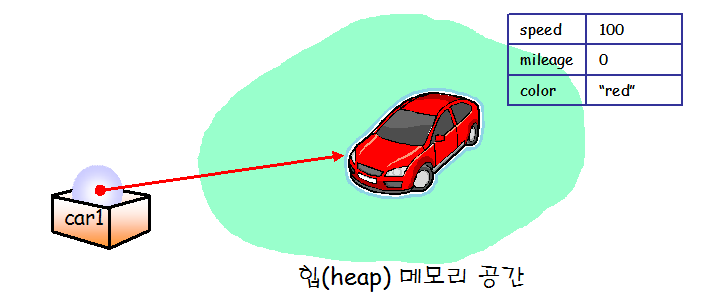 speed 100
mileage 0
color “red”
car1
힙(heap) 메모리 공간